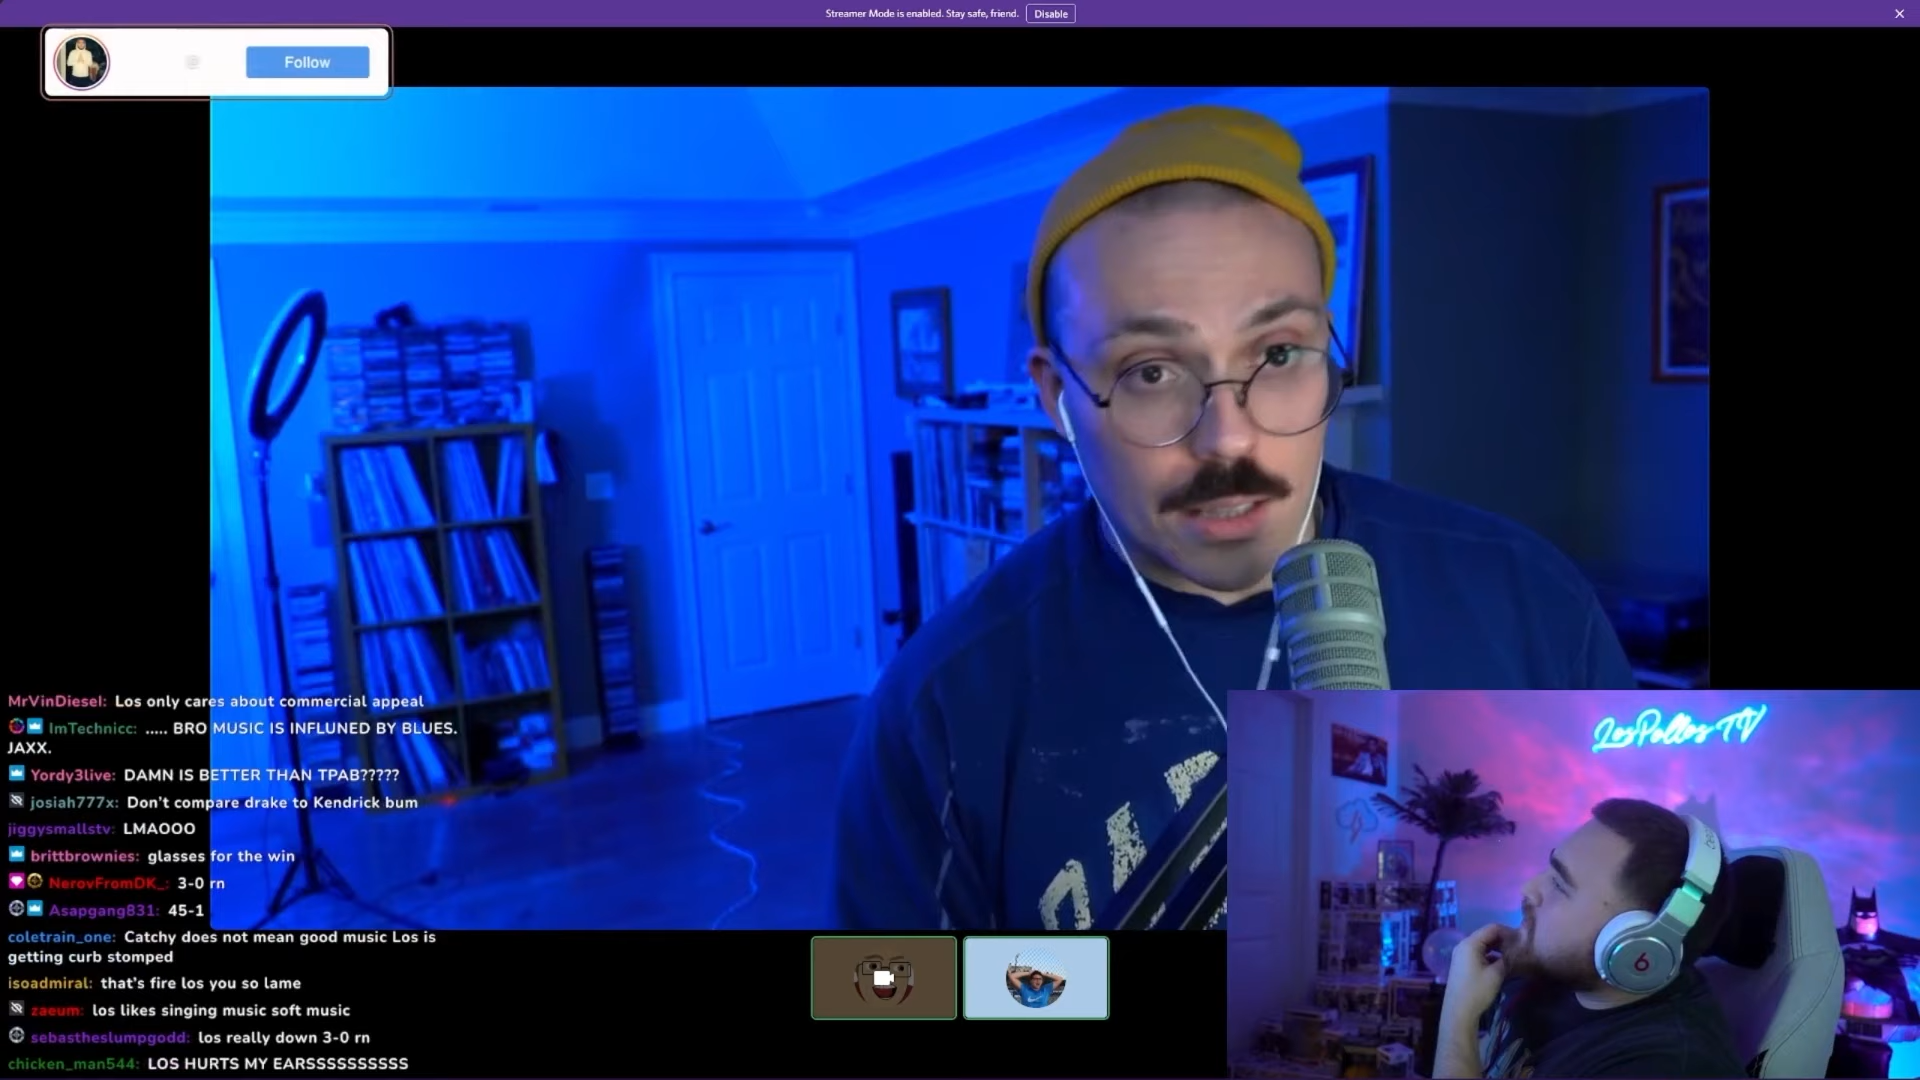 Streamer Mode is enabled. Stay safe, friend. Disable
Follow
MrVinDiesel: Los only cares about commercial appeal
ImTechnicc: ..... BRO MUSIC IS INFLUNED BY BLUES.
JAXX.
Yordy3live: DAMN IS BETTER THAN TPAB?????
josiah777x: Don't compare drake to Kendrick bum
jiggysmallstv: LMAOOO
brittbrownies: glasses for the win
NerovFromDK_: 3-0 rn
Asapgang831: 45-1
coletrain_one: Catchy does not mean good music Los is
getting curb stomped
isoadmiral: that's fire los you so lame
zaeum: los likes singing music soft music
sebastheslumpgodd: los really down 3-0 rn
chicken_man544: LOS HURTS MY EARSSSSSSSSSS
LosPollos TV